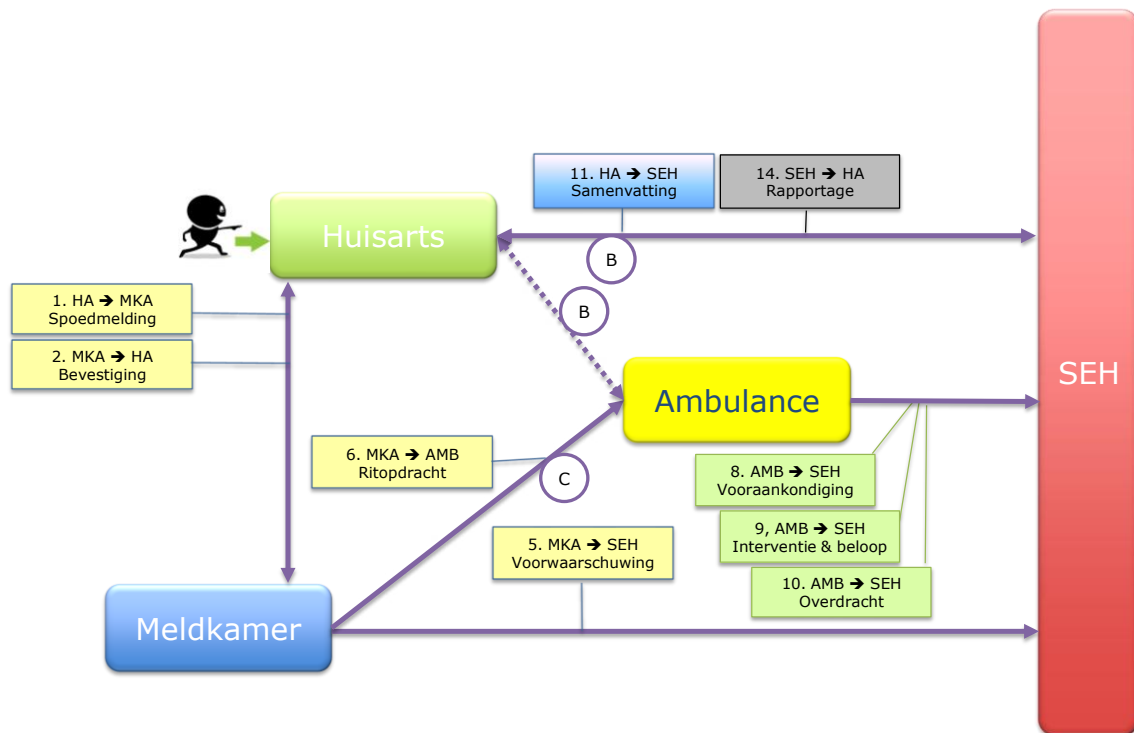 11. HA ➔ SEH
Samenvatting
14. SEH ➔ HA
Rapportage
Huisarts
B
1. HA ➔ MKA
Spoedmelding
B
2. MKA ➔ HA
Bevestiging
SEH
Ambulance
6. MKA ➔ AMB
Ritopdracht
C
8. AMB ➔ SEH
Vooraankondiging
9, AMB ➔ SEH
Interventie & beloop
5. MKA ➔ SEH
Voorwaarschuwing
10. AMB ➔ SEH
Overdracht
Meldkamer